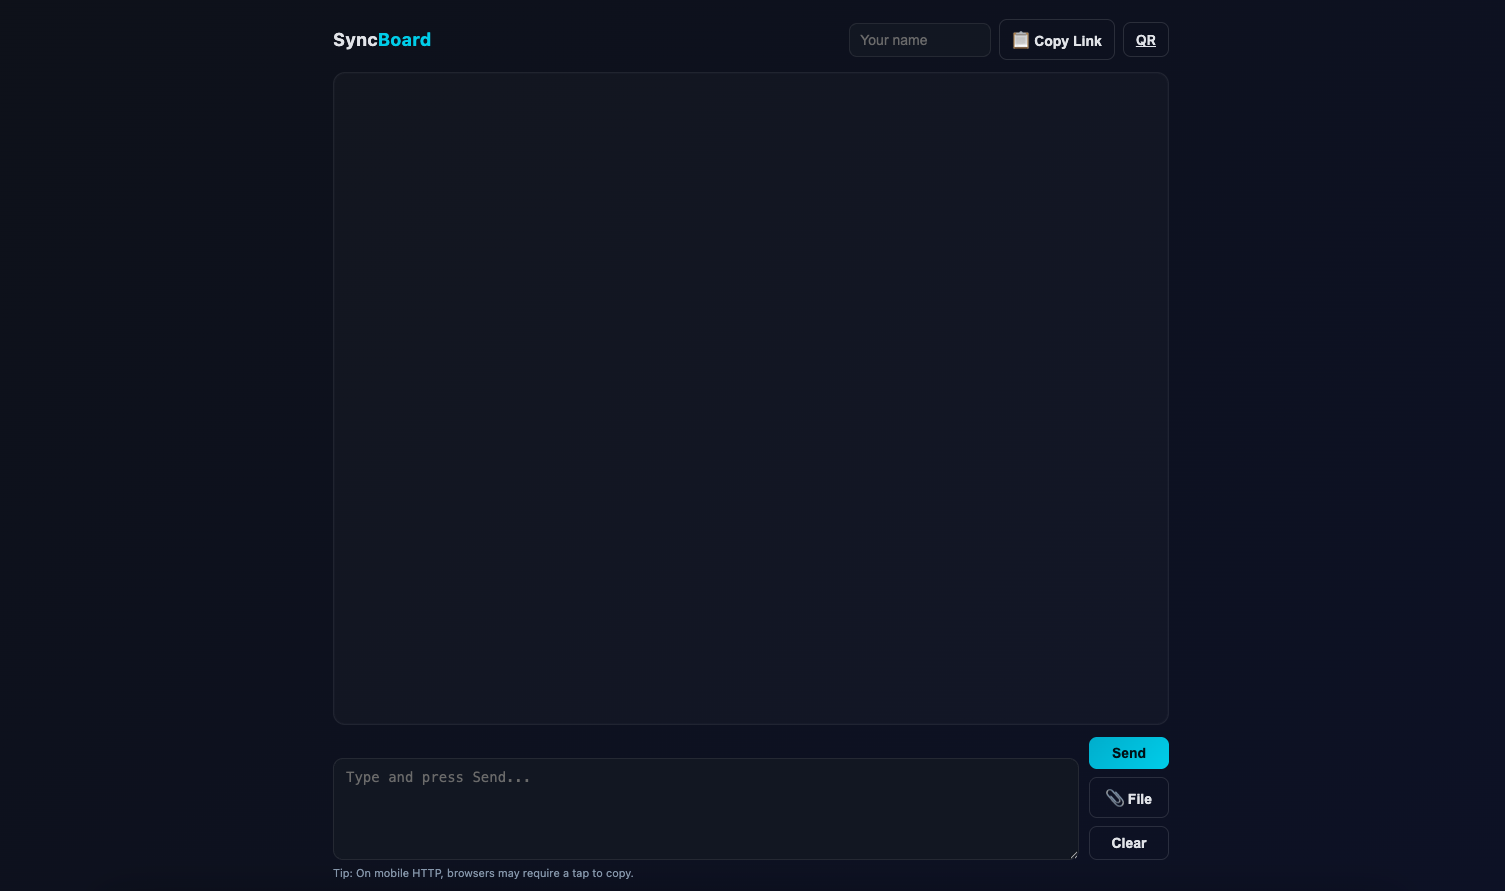 SyncBoard
Your name
📋 Copy Link
QR
Type and press Send...
Send
📎 File
Clear
Tip: On mobile HTTP, browsers may require a tap to copy.